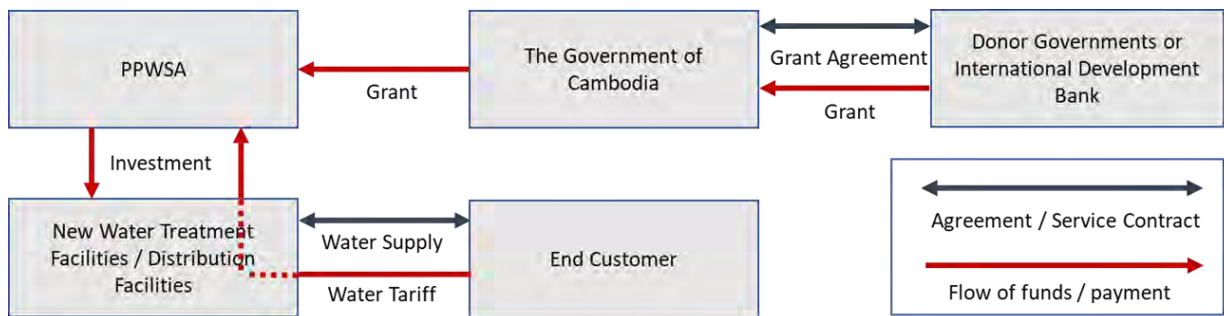 PPWSA
Grant
The Government of
Cambodia
Grant Agreement
Grant
Donor Governments or
International Development
Bank
Investment
New Water Treatment
Facilities / Distribution
Facilities
Water Supply
Water Tariff
End Customer
Agreement / Service Contract
Flow of funds / payment